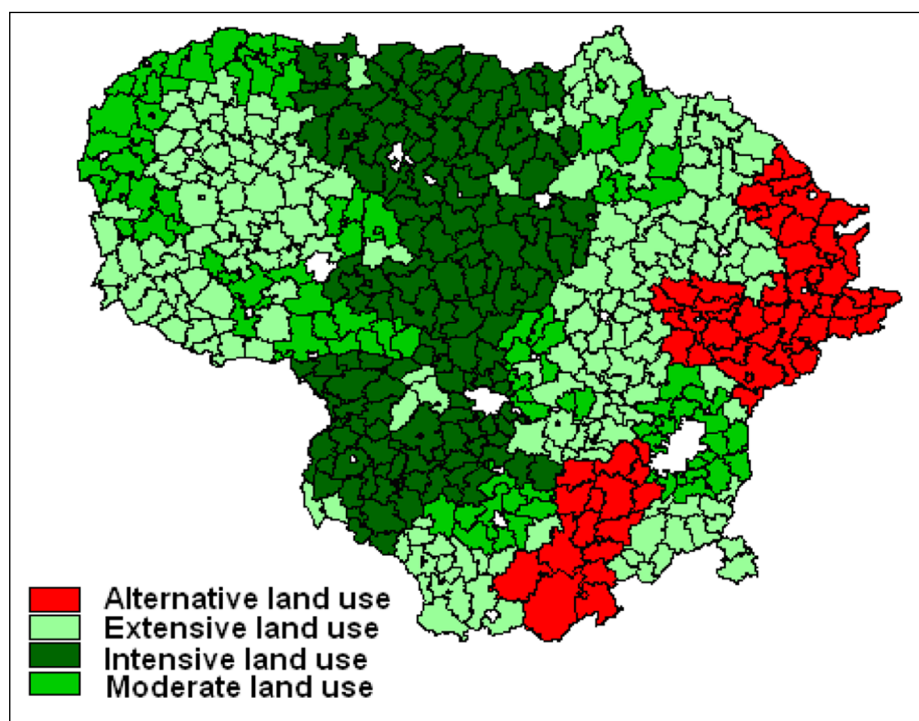 Alternative land use
Extensive land use
Intensive land use
Moderate land use